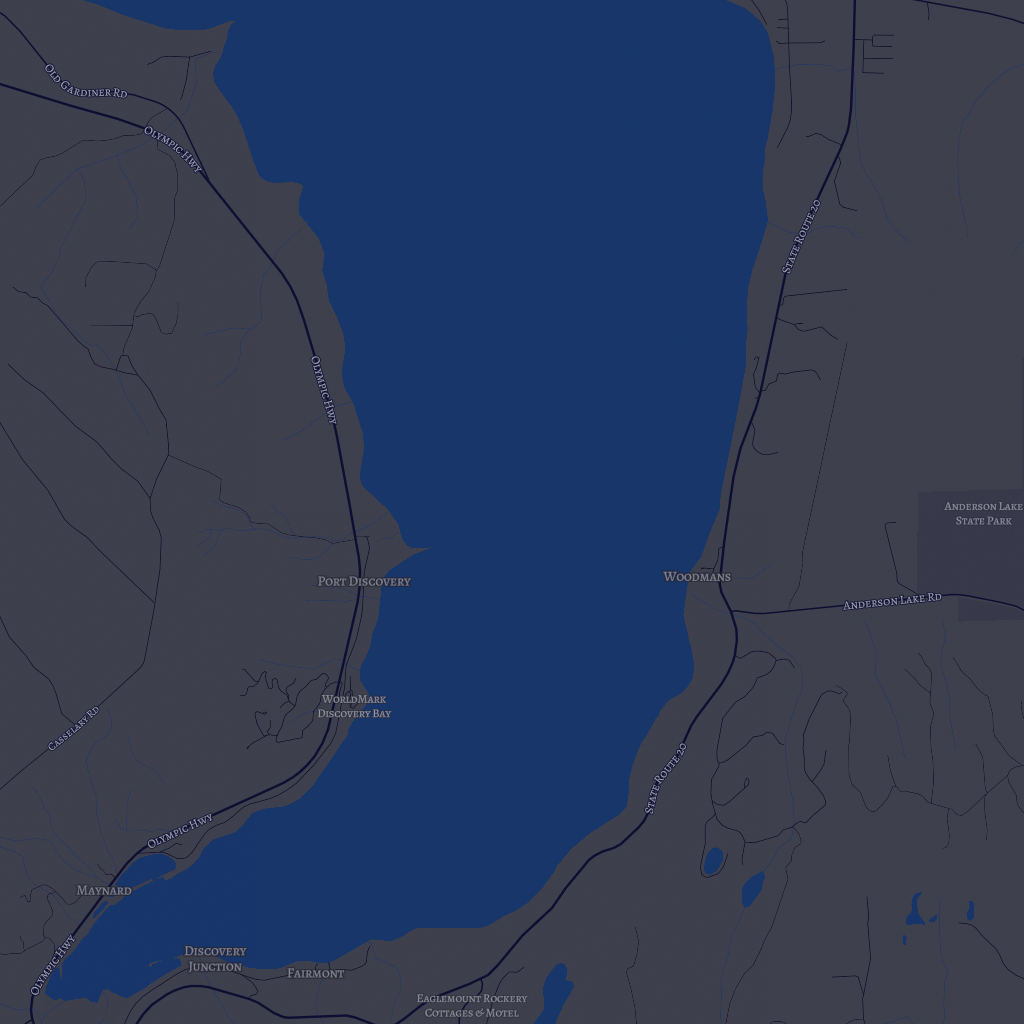 Old Gardiner Rd
Olympic Hwy
State Route 20
Olympic Hwy
Anderson Lake
State Park
Port Discovery
Woodmans
Anderson Lake Rd
WorldMark
Discovery Bay
Casselary Rd
State Route 20
Olympic Hwy
Maynard
Olympic Hwy
Discovery
Junction
Fairmont
Eaglemount Rockery
Cottages & Motel